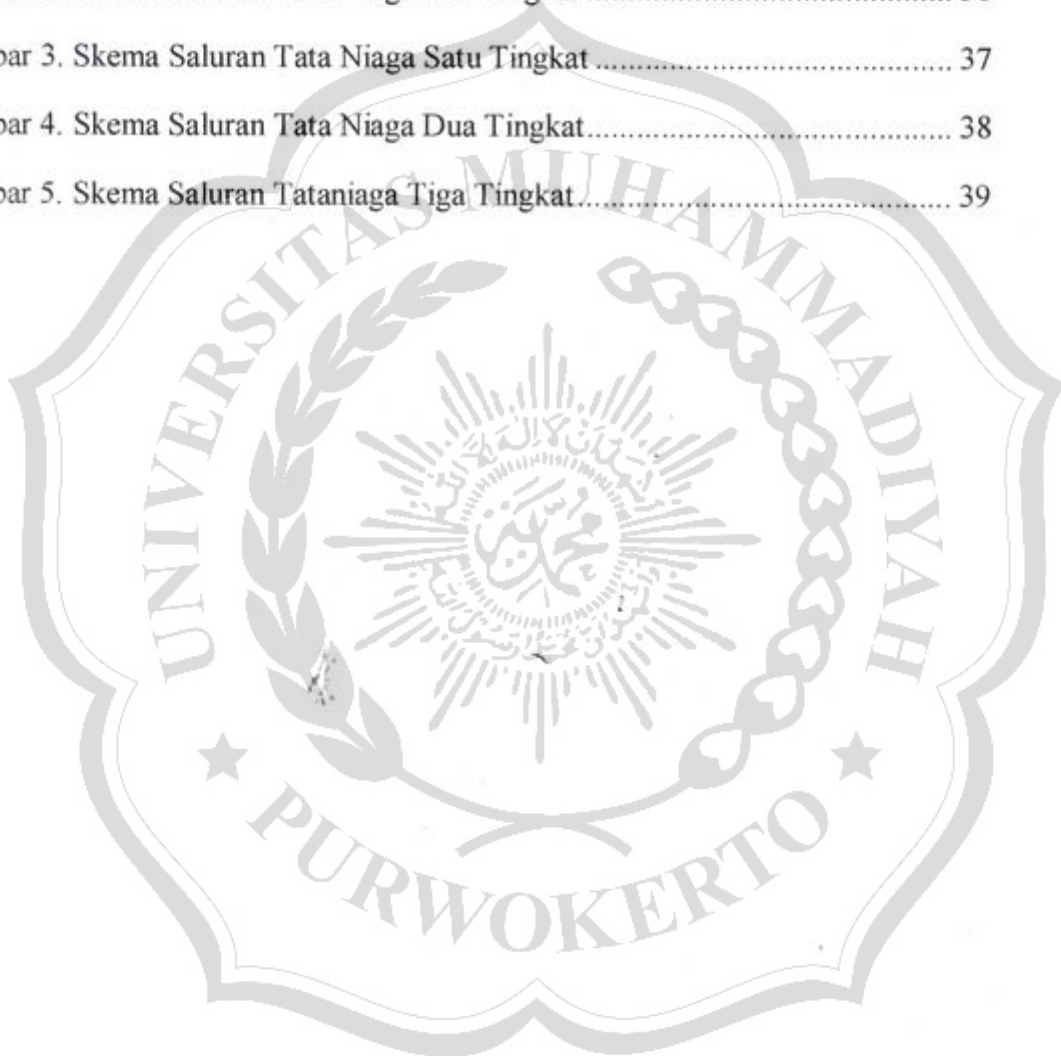 bar 3. Skema Saluran Tata Niaga Satu Tingkat ................................................ 37
bar 4. Skema Saluran Tata Niaga Dua Tingkat ................................................ 38
bar 5. Skema Saluran Tataniaga Tiga Tingkat ................................................ 39
UNIVERSITAS MUHAMMADIYAH
PURWOKERTO